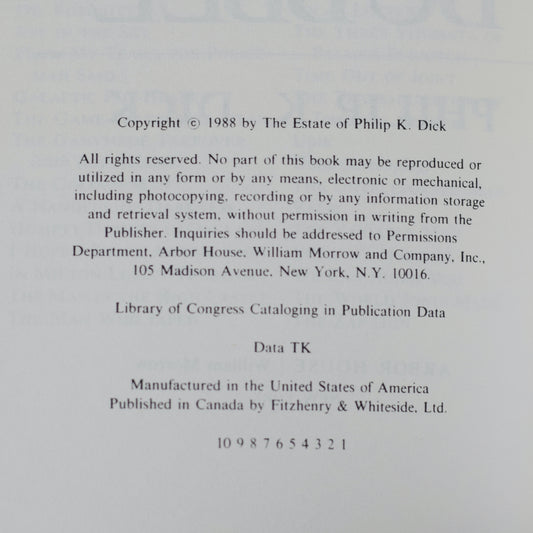 Copyright © 1988 by The Estate of Philip K. Dick
All rights reserved. No part of this book may be reproduced or
utilized in any form or by any means, electronic or mechanical,
including photocopying, recording or by any information storage
and retrieval system, without permission in writing from the
Publisher. Inquiries should be addressed to Permissions
Department, Arbor House, William Morrow and Company, Inc.,
105 Madison Avenue, New York, N.Y. 10016.
Library of Congress Cataloging in Publication Data
Data TK
Manufactured in the United States of America
Published in Canada by Fitzhenry & Whiteside, Ltd.
10 9 8 7 6 5 4 3 2 1